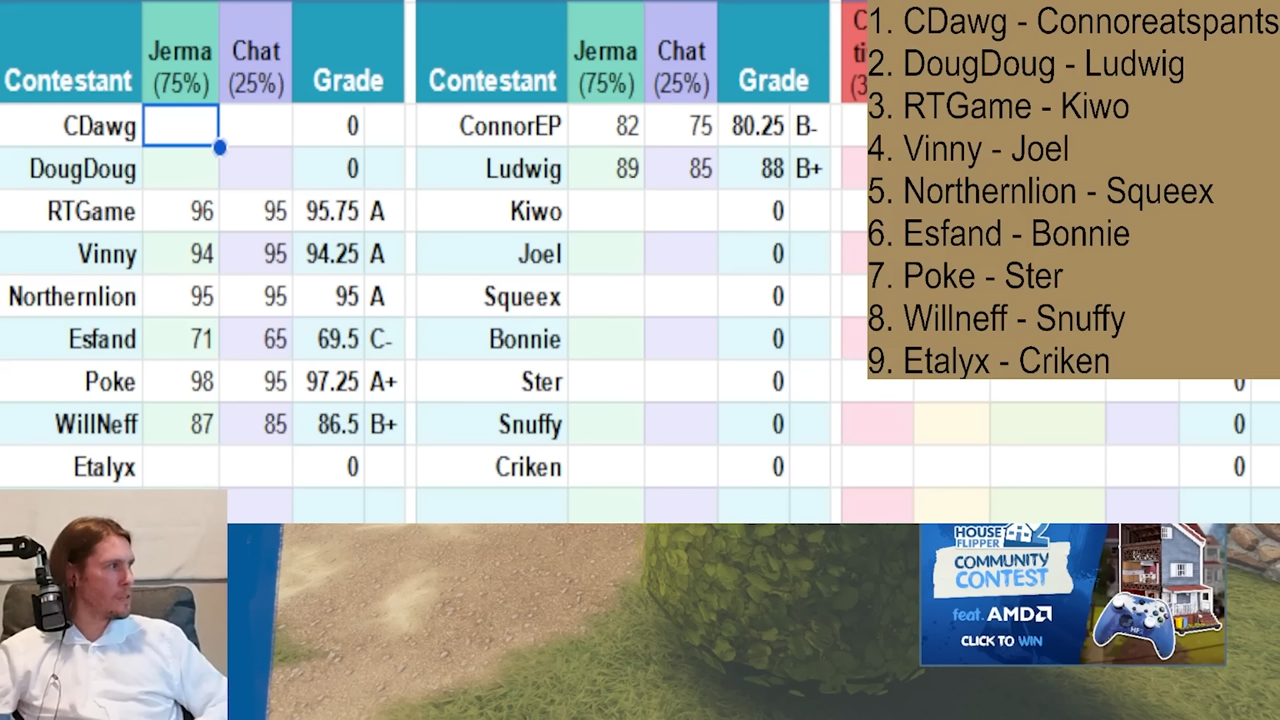 Contestant Jerma (75%) Chat (25%) Grade Contestant Jerma (75%) Chat (25%) Grade
CDawg 0 ConnorEP 82 75 80.25 B-
DougDoug 0 Ludwig 89 85 88 B+
RTGame 96 95 95.75 A Kiwo 0
Vinny 94 95 94.25 A Joel 0
Northernlion 95 95 95 A Squeex 0
Esfand 71 65 69.5 C- Bonnie 0
Poke 98 95 97.25 A+ Ster 0 0
WillNeff 87 85 86.5 B+ Snuffy 0 0
Etalyx 0 Criken 0 0
1. CDawg - Connoreatspants
2. DougDoug - Ludwig
3. RTGame - Kiwo
4. Vinny - Joel
5. Northernlion - Squeex
6. Esfand - Bonnie
7. Poke - Ster
8. Willneff - Snuffy
9. Etalyx - Criken
HOUSE FLIPPER 2
COMMUNITY
CONTEST
feat. AMD
CLICK TO WIN